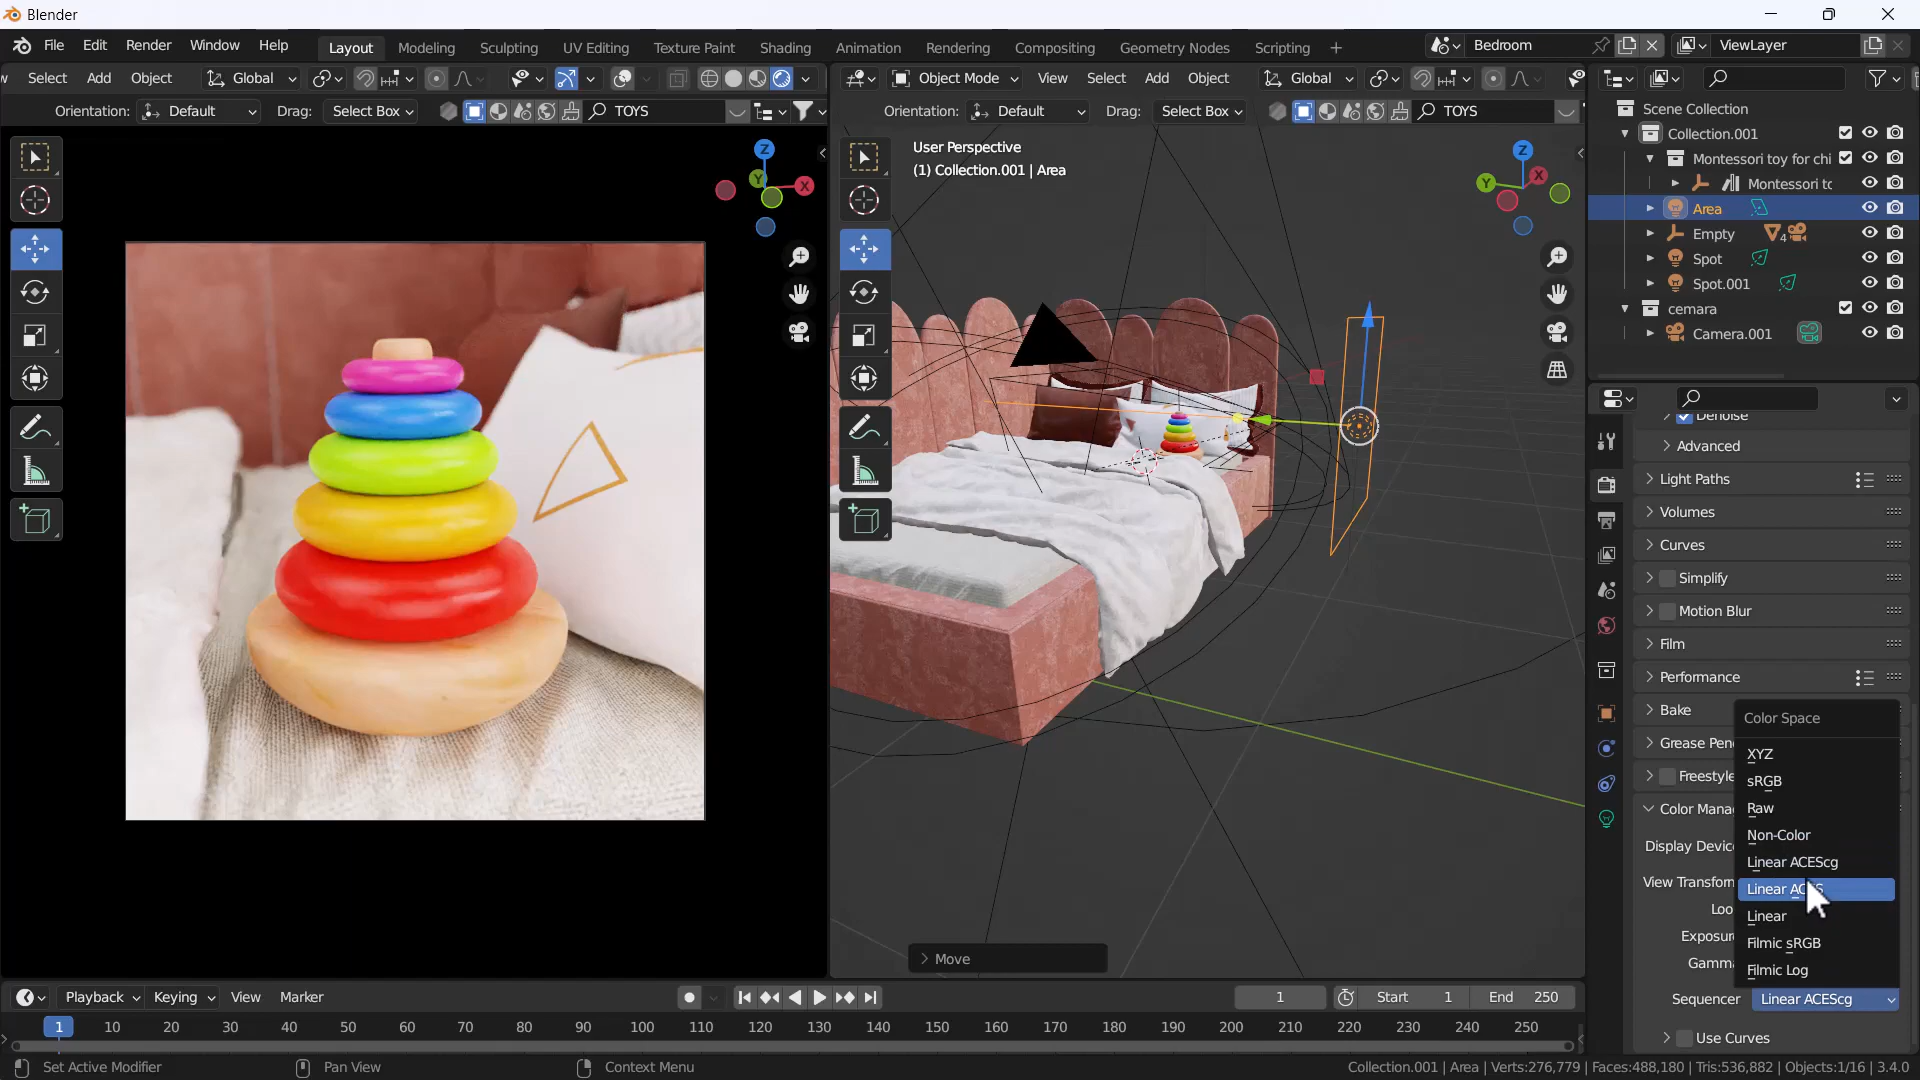 Blender
File Edit Render Window Help
Layout Modeling Sculpting UV Editing Texture Paint Shading Animation Rendering Compositing Geometry Nodes Scripting +
Bedroom
ViewLayer
Select Add Object
Global
Object Mode View Select Add Object
Global
Orientation: Default Drag: Select Box
TOYS
Orientation: Default Drag: Select Box
TOYS
Z
Y
X
User Perspective
(1) Collection.001 | Area
Z
Y
X
Scene Collection
Collection.001
Montessori toy for chi
Montessori to
Area
Empty
4
Spot
Spot.001
cemara
Camera.001
Denoise
Advanced
Light Paths
Volumes
Curves
Simplify
Motion Blur
Film
Performance
Bake
Grease Pen
Freestyle
Color Mana
Display Devic
View Transforn
Loo
Exposur
Gamm
Color Space
XYZ
sRGB
Raw
Non-Color
Linear ACEScg
Linear ACES
Linear
Filmic sRGB
Filmic Log
Sequencer Linear ACEScg
Use Curves
Move
Playback Keying View Marker
1
Start 1
End 250
1 10 20 30 40 50 60 70 80 90 100 110 120 130 140 150 160 170 180 190 200 210 220 230 240 250
Set Active Modifier
Pan View
Context Menu
Collection.001 | Area | Verts:276,779 | Faces:488,180 | Tris:536,882 | Objects:1/16 | 3.4.0